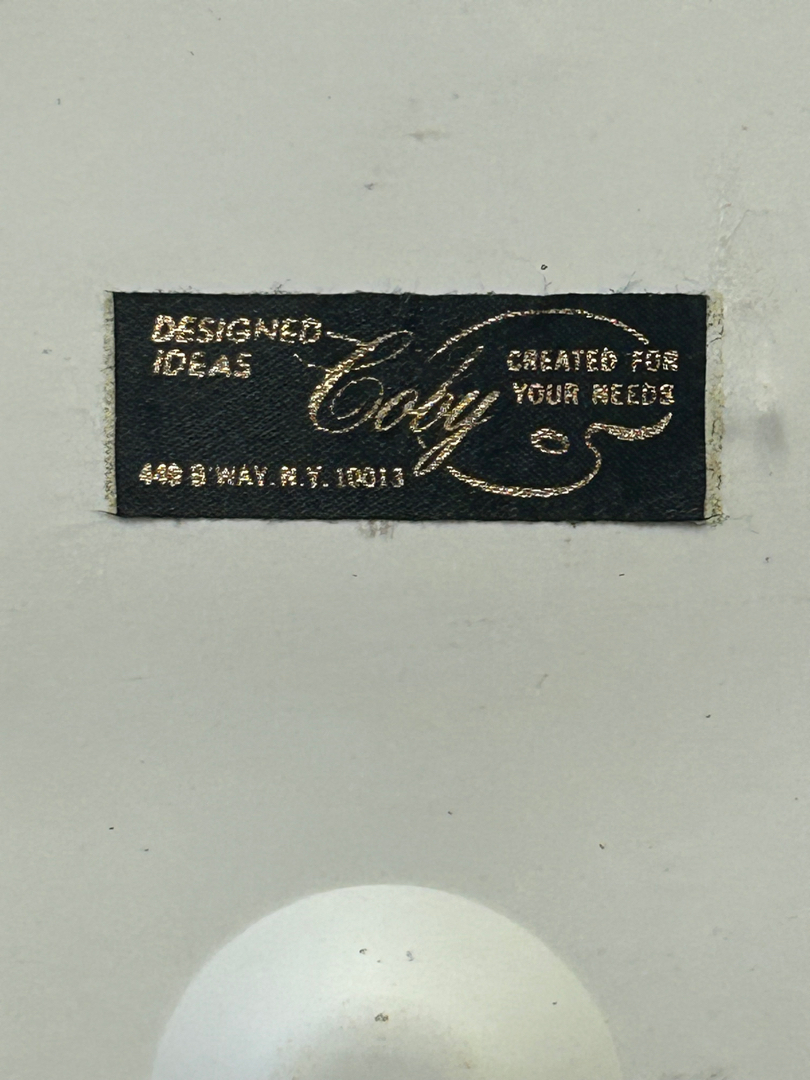 DESIGNED
IDEAS
Coby
CREATED FOR
YOUR NEEDS
449 B'WAY. N.Y. 10013